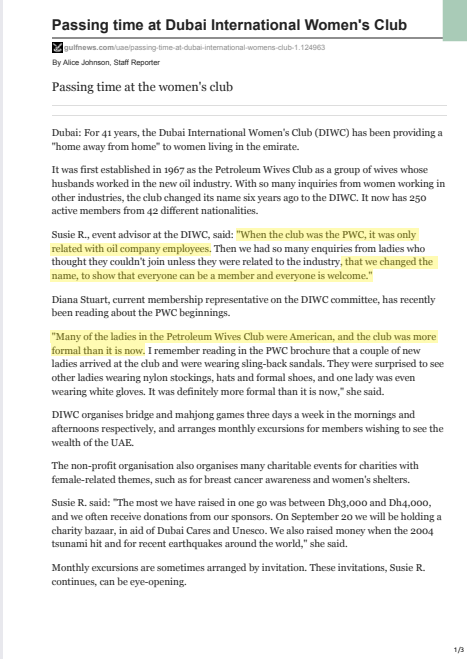 Passing time at Dubai International Women's Club
gulfnews.com/uae/passing-time-at-dubai-international-womens-club-1.124963
By Alice Johnson, Staff Reporter
Passing time at the women's club
Dubai: For 41 years, the Dubai International Women's Club (DIWC) has been providing a
"home away from home" to women living in the emirate.
It was first established in 1967 as the Petroleum Wives Club as a group of wives whose
husbands worked in the new oil industry. With so many inquiries from women working in
other industries, the club changed its name six years ago to the DIWC. It now has 250
active members from 42 different nationalities.
Susie R., event advisor at the DIWC, said: "When the club was the PWC, it was only
related with oil company employees. Then we had so many enquiries from ladies who
thought they couldn't join unless they were related to the industry, that we changed the
name, to show that everyone can be a member and everyone is welcome."
Diana Stuart, current membership representative on the DIWC committee, has recently
been reading about the PWC beginnings.
"Many of the ladies in the Petroleum Wives Club were American, and the club was more
formal than it is now. I remember reading in the PWC brochure that a couple of new
ladies arrived at the club and were wearing sling-back sandals. They were surprised to see
other ladies wearing nylon stockings, hats and formal shoes, and one lady was even
wearing white gloves. It was definitely more formal than it is now," she said.
DIWC organises bridge and mahjong games three days a week in the mornings and
afternoons respectively, and arranges monthly excursions for members wishing to see the
wealth of the UAE.
The non-profit organisation also organises many charitable events for charities with
female-related themes, such as for breast cancer awareness and women's shelters.
Susie R. said: "The most we have raised in one go was between Dh3,000 and Dh4,000,
and we often receive donations from our sponsors. On September 20 we will be holding a
charity bazaar, in aid of Dubai Cares and Unesco. We also raised money when the 2004
tsunami hit and for recent earthquakes around the world," she said.
Monthly excursions are sometimes arranged by invitation. These invitations, Susie R.
continues, can be eye-opening.
1/3